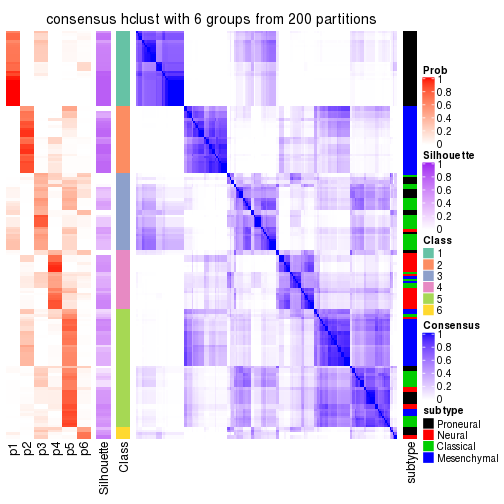 consensus hclust with 6 groups from 200 partitions
p1
p2
p3
p4
p5
p6
Silhouette
Class
subtype
Prob
1
0.8
0.6
0.4
0.2
0
Silhouette
1
0.8
0.6
0.4
0.2
0
Class
1
2
3
4
5
6
Consensus
1
0.8
0.6
0.4
0.2
0
subtype
Proneural
Neural
Classical
Mesenchymal